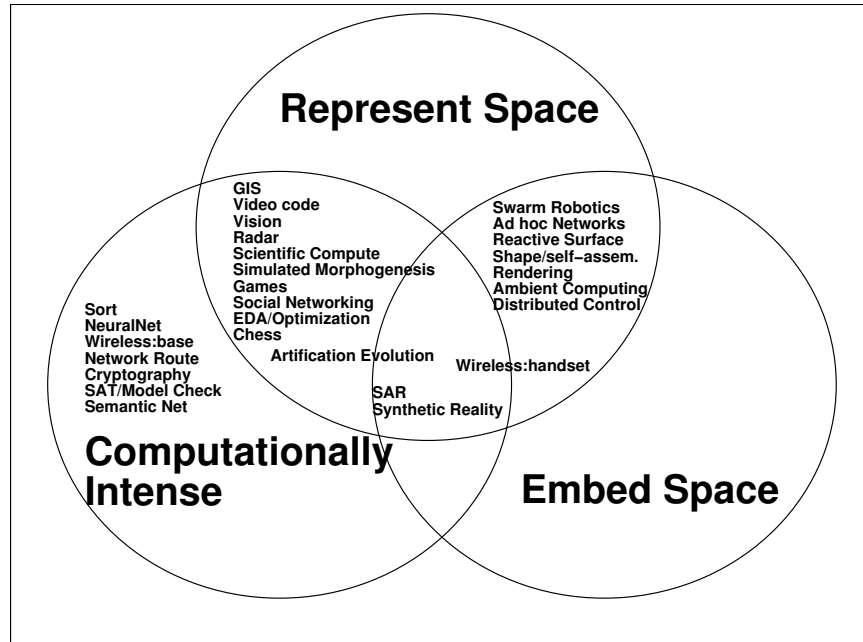 Represent Space
GIS
Video code
Vision
Radar
Scientific Compute
Simulated Morphogenesis
Games
Social Networking
EDA/Optimization
Chess
Artification Evolution
Swarm Robotics
Ad hoc Networks
Reactive Surface
Shape/self−assem.
Rendering
Ambient Computing
Distributed Control
Sort
NeuralNet
Wireless:base
Network Route
Cryptography
SAT/Model Check
Semantic Net
Wireless:handset
SAR
Synthetic Reality
Computationally
Intense
Embed Space